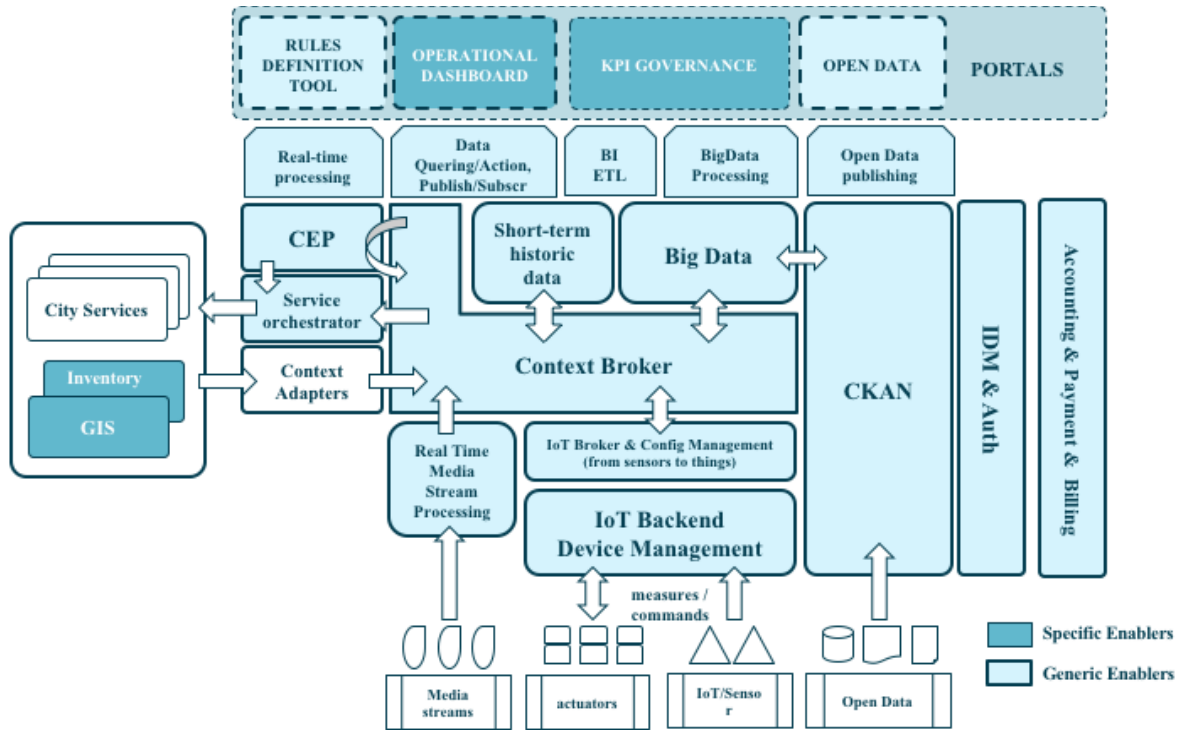 RULES
DEFINITION
TOOL
OPERATIONAL
DASHBOARD
KPI GOVERNANCE
OPEN DATA
PORTALS
Real-time
processing
Data
Quering/Action,
Publish/Subscr
BI
ETL
BigData
Processing
Open Data
publishing
CEP
Short-term
historic
data
Big Data
City Services
Service
orchestrator
Context Broker
Inventory
GIS
Context
Adapters
CKAN
IDM & Auth
Accounting & Payment & Billing
Real Time
Media
Stream
Processing
IoT Broker & Config Management
(from sensors to things)
IoT Backend
Device Management
measures /
commands
Media
streams
actuators
IoT/Senso
r
Open Data
Specific Enablers
Generic Enablers